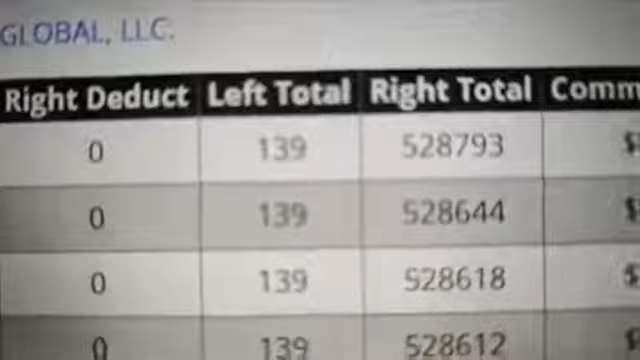 GLOBAL, LLC.
Right Deduct Left Total Right Total Comm
0 139 528793 $
0 139 528644 $
0 139 528618 $
0 139 528612